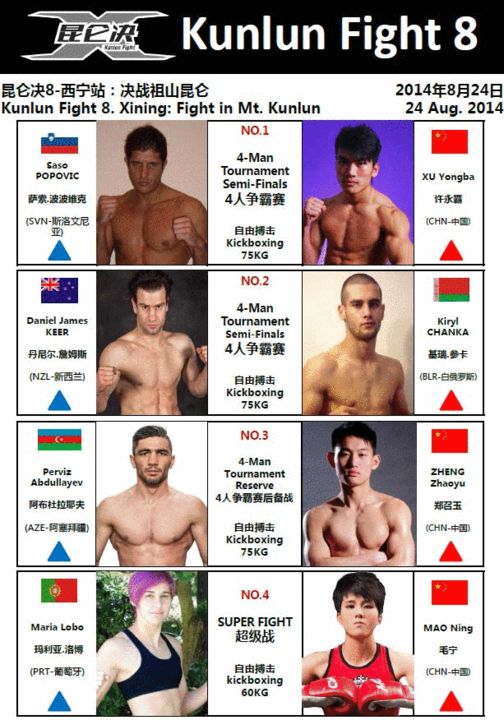 昆仑决
Kunlun Fight
Kunlun Fight 8
昆仑决8-西宁站：决战祖山昆仑
2014年8月24日
Kunlun Fight 8. Xining: Fight in Mt. Kunlun
24 Aug. 2014
Saso
POPOVIC
萨索.波波维克
(SVN-斯洛文尼
亚)
NO.1
4-Man
Tournament
Semi-Finals
4人争霸赛
自由搏击
Kickboxing
75KG
XU Yongba
许永霸
(CHN-中国)
Daniel James
KEER
丹尼尔.詹姆斯
(NZL-新西兰)
NO.2
4-Man
Tournament
Semi-Finals
4人争霸赛
自由搏击
Kickboxing
75KG
Kiryl
CHANKA
基瑞.参卡
(BLR-白俄罗斯)
Perviz
Abdullayev
阿布杜拉耶夫
(AZE-阿塞拜疆)
NO.3
4-Man
Tournament
Reserve
4人争霸赛后备战
自由搏击
Kickboxing
75KG
ZHENG
Zhaoyu
郑召玉
(CHN-中国)
Maria Lobo
玛利亚.洛博
(PRT-葡萄牙)
NO.4
SUPER FIGHT
超级战
自由搏击
kickboxing
60KG
MAO Ning
毛宁
(CHN-中国)